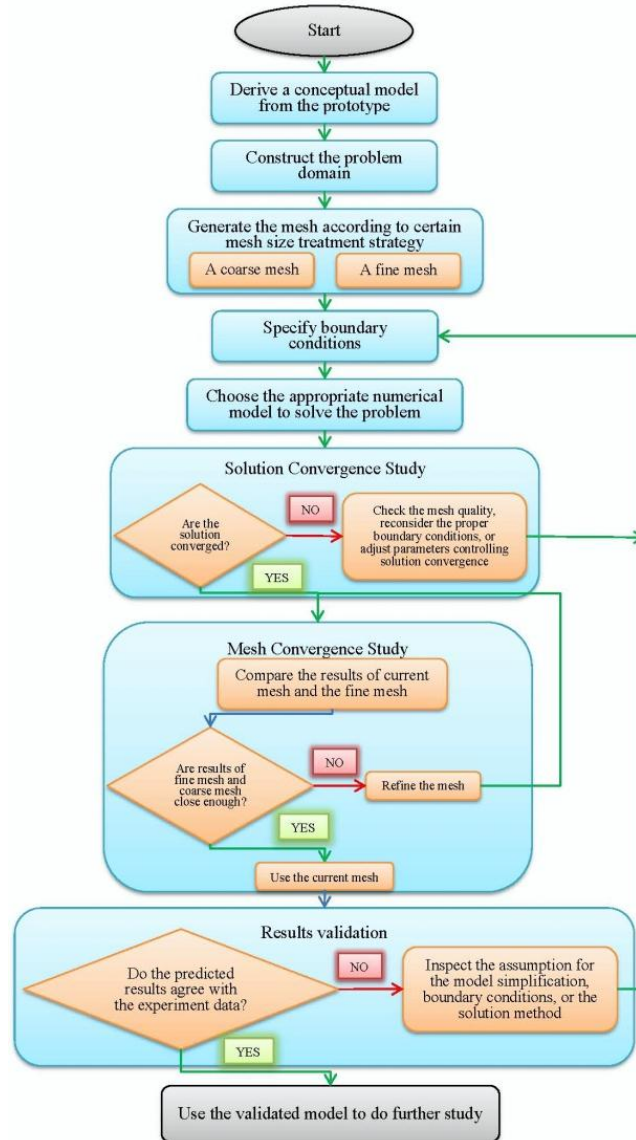 Start
Derive a conceptual model
from the prototype
Construct the problem
domain
Generate the mesh according to certain
mesh size treatment strategy
A coarse mesh
A fine mesh
Specify boundary
conditions
Choose the appropriate numerical
model to solve the problem
Solution Convergence Study
Are the
solution
converged?
NO
Check the mesh quality,
reconsider the proper
boundary conditions, or
adjust parameters controlling
solution convergence
YES
Mesh Convergence Study
Compare the results of current
mesh and the fine mesh
Are results of
fine mesh and
coarse mesh
close enough?
NO
Refine the mesh
YES
Use the current mesh
Results validation
Do the predicted
results agree with
the experiment data?
NO
Inspect the assumption for
the model simplification,
boundary conditions, or the
solution method
YES
Use the validated model to do further study